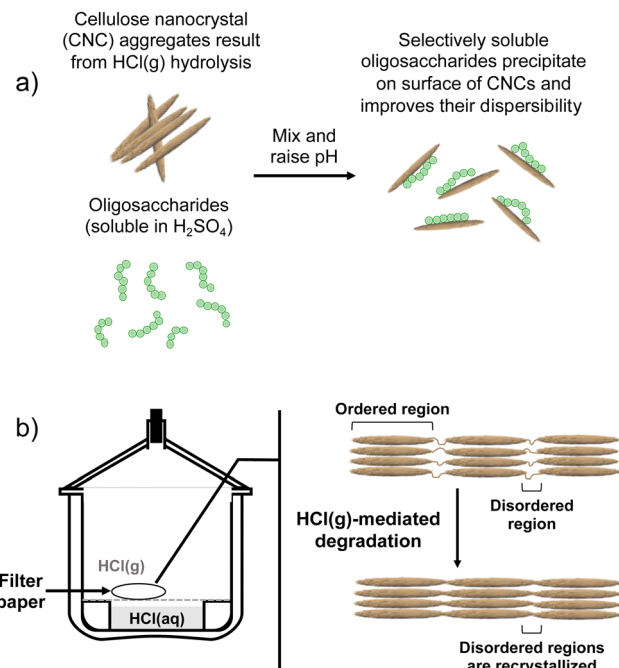 Cellulose nanocrystal
(CNC) aggregates result
from HCl(g) hydrolysis
Selectively soluble
oligosaccharides precipitate
on surface of CNCs and
improves their dispersibility
a)
Mix and
raise pH
Oligosaccharides
(soluble in H₂SO₄)
b)
HCl(g)
Filter
paper
HCl(aq)
Ordered region
Disordered
region
HCl(g)-mediated
degradation
Disordered regions
are recrystallized